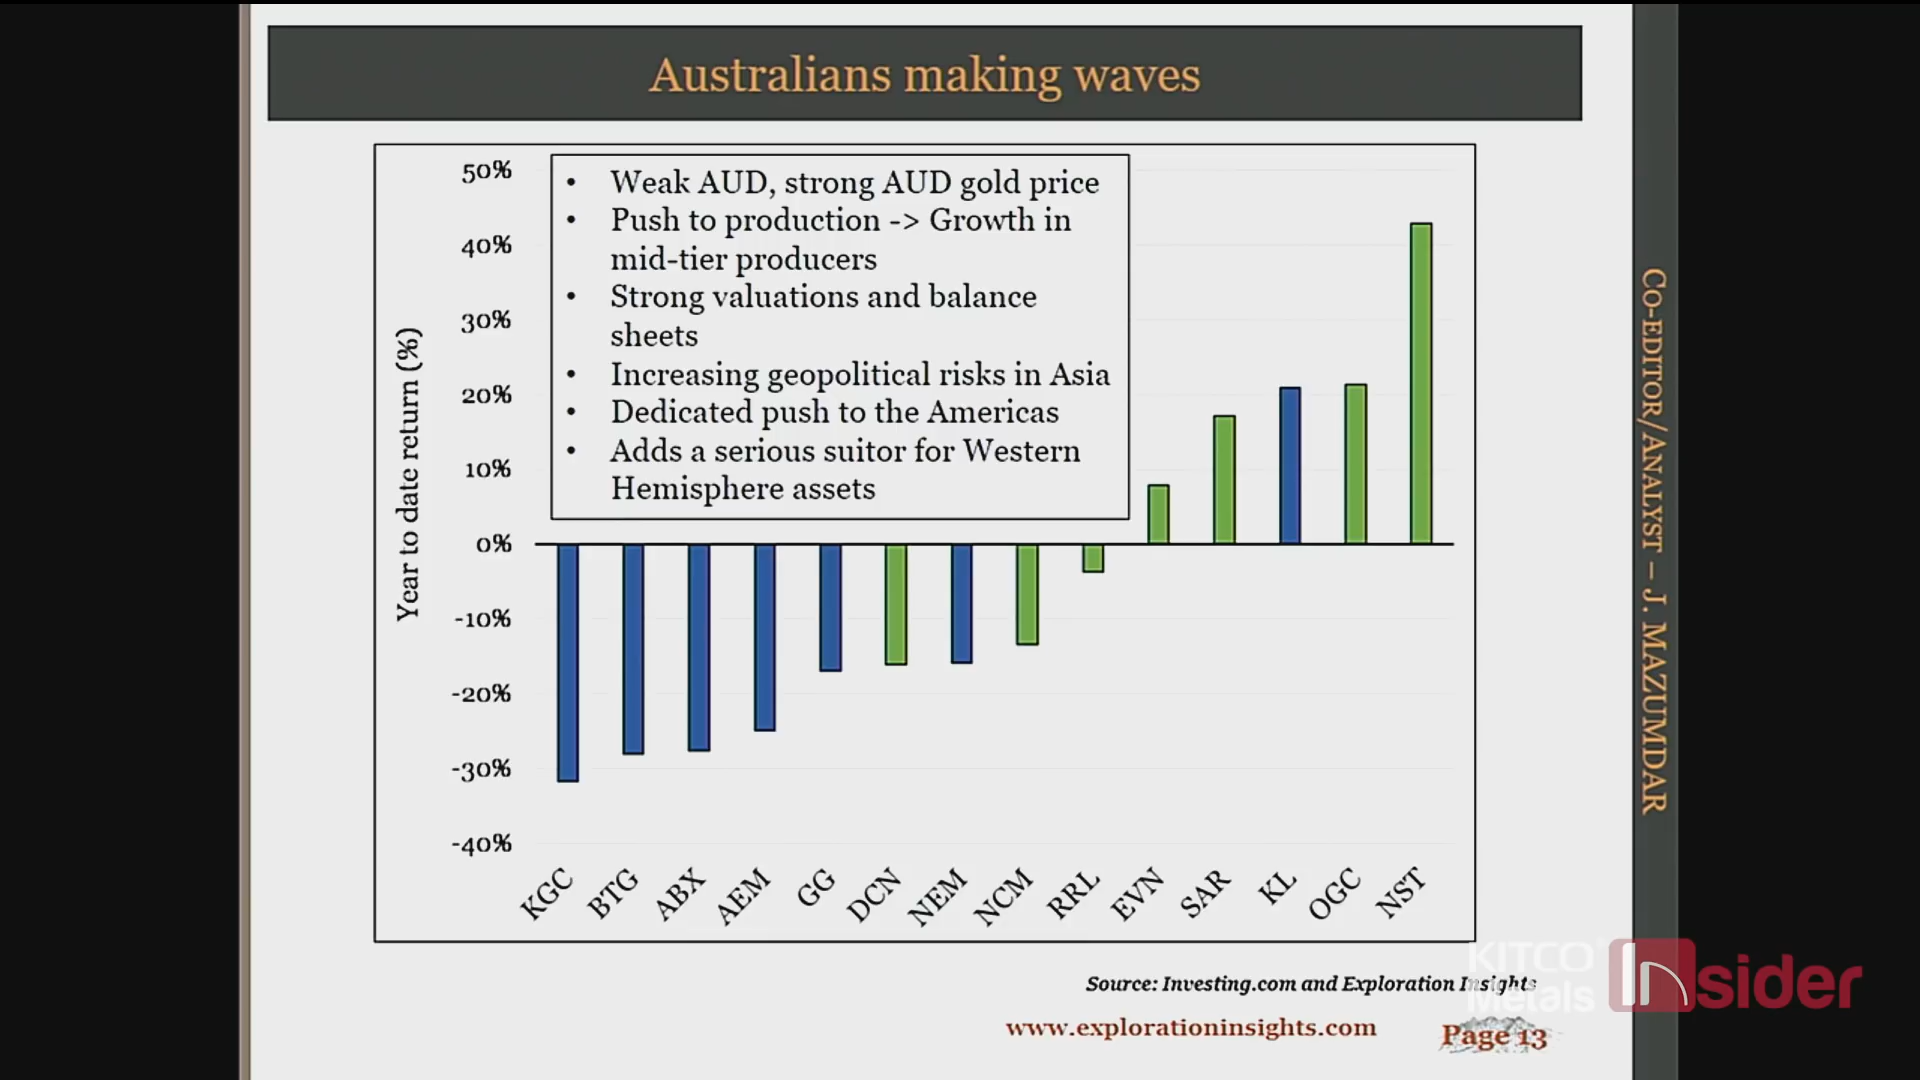 Australians making waves
50%
40%
30%
20%
10%
0%
-10%
-20%
-30%
-40%
Year to date return (%)
• Weak AUD, strong AUD gold price
• Push to production -> Growth in
mid-tier producers
• Strong valuations and balance
sheets
• Increasing geopolitical risks in Asia
• Dedicated push to the Americas
• Adds a serious suitor for Western
Hemisphere assets
KGC BTG ABX AEM GG DCN NEM NCM RRL EVN SAR KL OGC NST
CO-EDITOR/ANALYST – J. MAZUMDAR
Source: Investing.com and Exploration Insights
www.explorationinsights.com
Page 13
KITCO
Metals
Insider